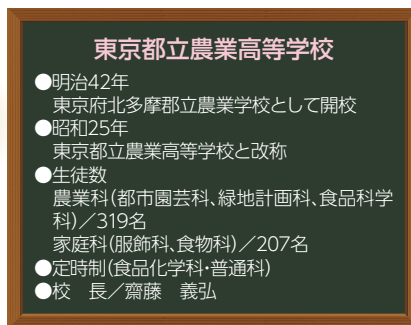 東京都立農業高等学校
●明治42年
東京府北多摩郡立農業学校として開校
●昭和25年
東京都立農業高等学校と改称
●生徒数
農業科(都市園芸科、緑地計画科、食品科学
科)／319名
家庭科(服飾科、食物科)／207名
●定時制(食品化学科・普通科)
●校　長／齋藤　義弘